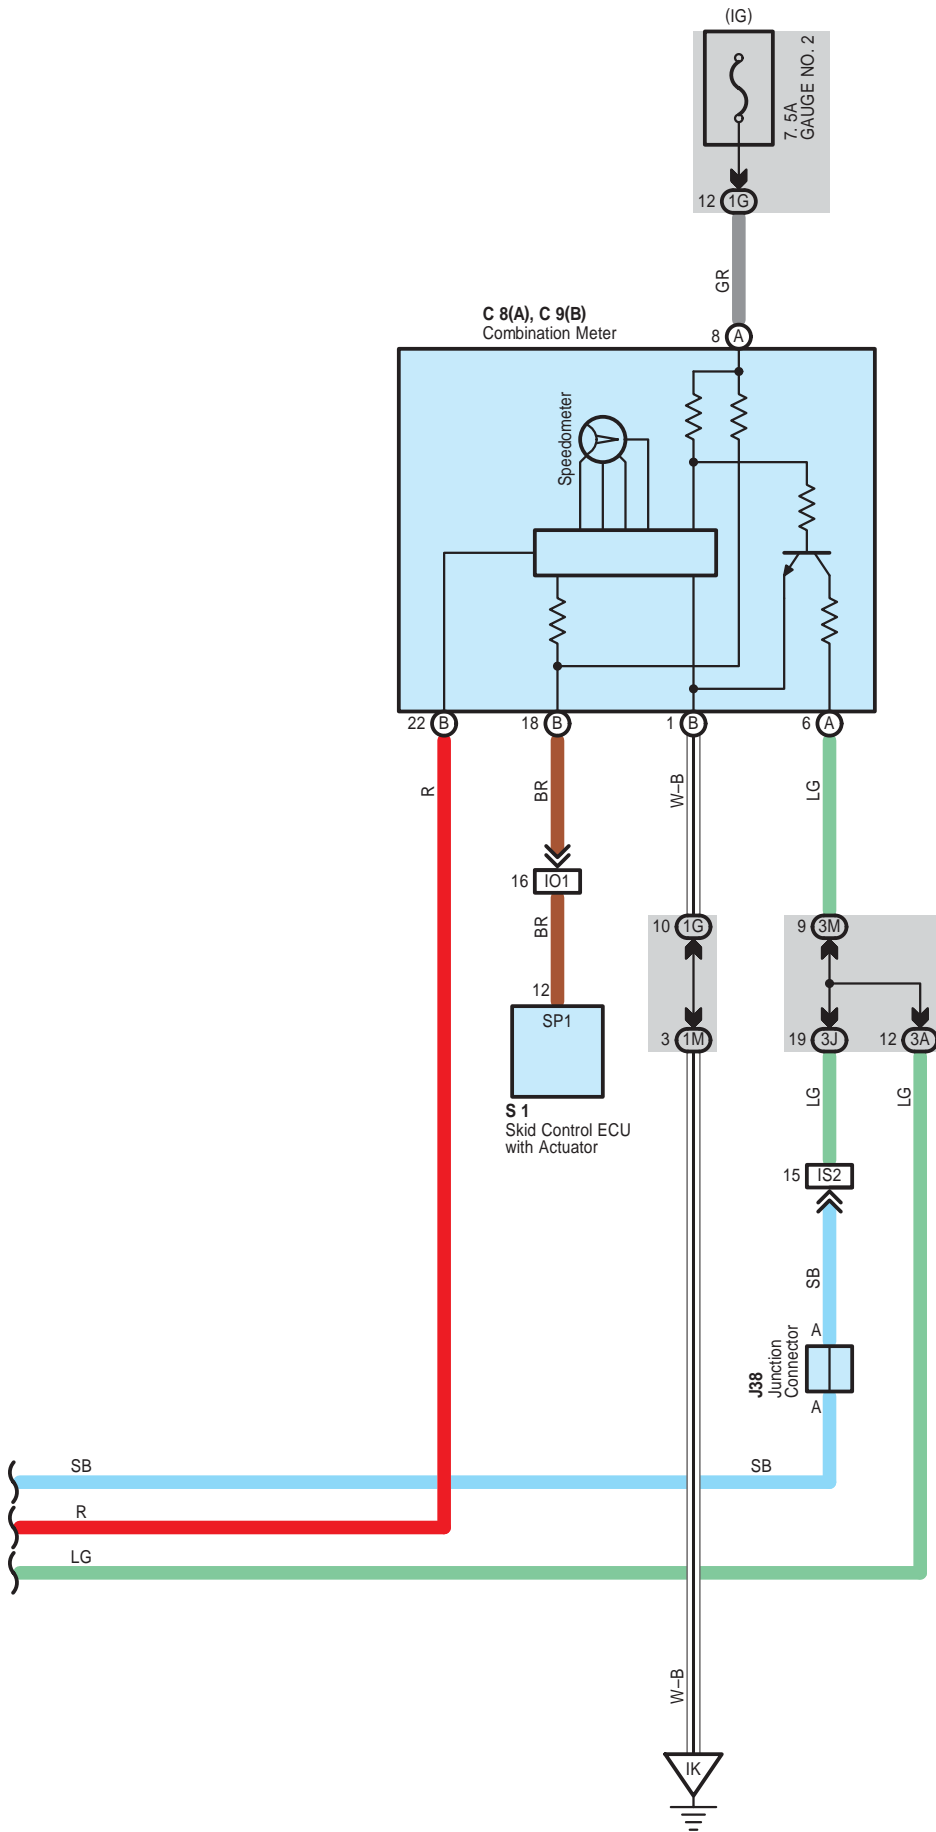 (IG)
7. 5A
GAUGE NO. 2
12 1G
GR
C 8(A), C 9(B)
Combination Meter
8 A
Speedometer
22 B
18 B
1 B
6 A
R
BR
W–B
LG
16 IO1
BR
10 1G
9 3M
12
SP1
3 1M
19 3J
12 3A
S 1
Skid Control ECU
with Actuator
LG
LG
15 IS2
SB
A
J38
Junction
Connector
A
SB
SB
R
LG
W–B
IK